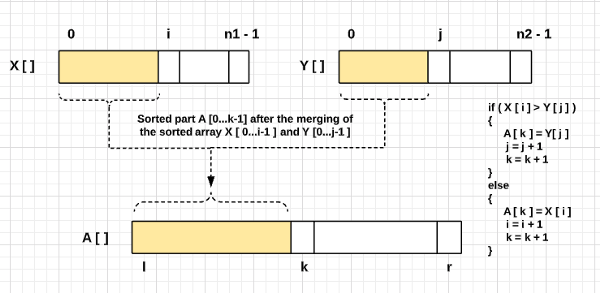 0 i n1 - 1
X [ ]
0 j n2 - 1
Y [ ]
Sorted part A [0...k-1] after the merging of
the sorted array X [ 0...i-1 ] and Y [0...j-1 ]
if ( X [ i ] > Y [ j ] )
{
A [ k ] = Y[ j ]
j = j + 1
k = k + 1
}
else
{
A [ k ] = X [ i ]
i = i + 1
k = k + 1
}
A [ ]
l k r